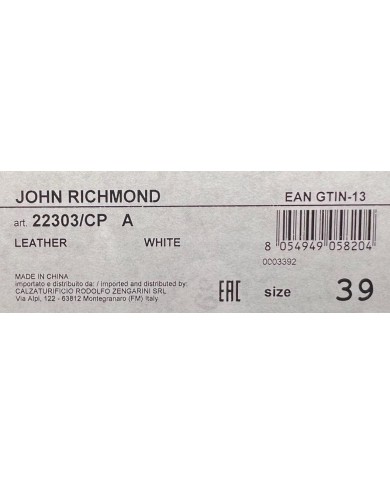 JOHN RICHMOND
EAN GTIN-13
art. 22303/CP A
LEATHER WHITE
8 054949 058204
0003392
MADE IN CHINA
importato e distribuito da: / imported and distributed by:
CALZATURIFICIO RODOLFO ZENGARINI SRL
Via Alpi, 122 - 63812 Montegranaro (FM) Italy
EAC size 39